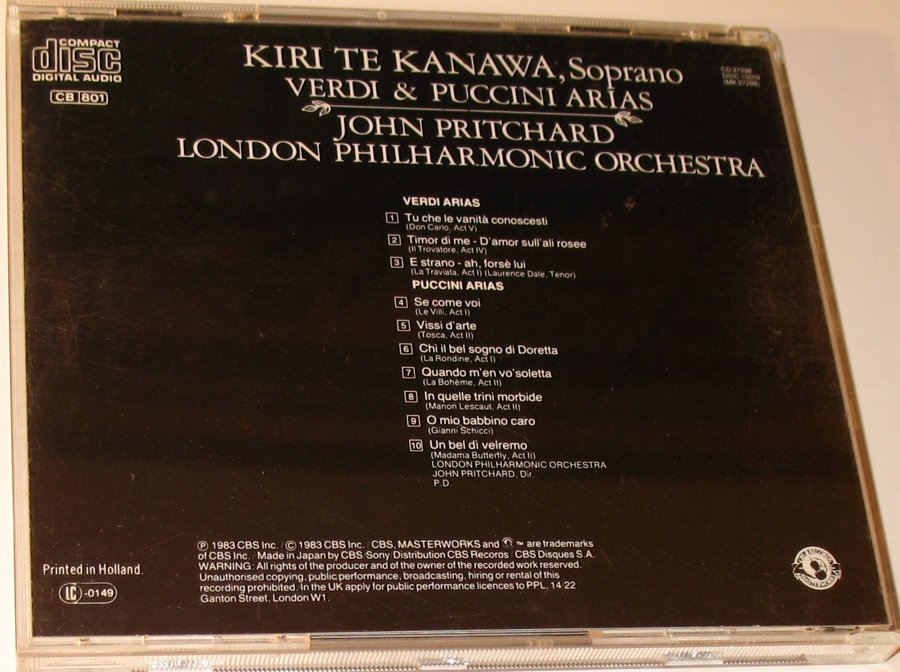 COMPACT
disc
DIGITAL AUDIO
CB 801
KIRI TE KANAWA, Soprano
VERDI & PUCCINI ARIAS
JOHN PRITCHARD
LONDON PHILHARMONIC ORCHESTRA
CD 37298
DIDC 10059
(MK 37298)
VERDI ARIAS
1 Tu che le vanità conoscesti
(Don Carlo, Act V)
2 Timor di me - D'amor sull'ali rosee
(Il Trovatore, Act IV)
3 E strano - ah, forsè lui
(La Traviata, Act I) (Laurence Dale, Tenor)
PUCCINI ARIAS
4 Se come voi
(Le Villi, Act I)
5 Vissi d'arte
(Tosca, Act II)
6 Chi il bel sogno di Doretta
(La Rondine, Act I)
7 Quando m'en vo'soletta
(La Bohème, Act II)
8 In quelle trini morbide
(Manon Lescaut, Act II)
9 O mio babbino caro
(Gianni Schicci)
10 Un bel dì velremo
(Madama Butterfly, Act II)
LONDON PHILHARMONIC ORCHESTRA
JOHN PRITCHARD, Dir.
P.D.
℗ 1983 CBS Inc. / © 1983 CBS Inc. / CBS, MASTERWORKS and ™ are trademarks
of CBS Inc. / Made in Japan by CBS/Sony/Distribution CBS Records / CBS Disques S.A.
WARNING: All rights of the producer and of the owner of the recorded work reserved.
Unauthorised copying, public performance, broadcasting, hiring or rental of this
recording prohibited. In the UK apply for public performance licences to PPL, 14-22
Ganton Street, London W1.
Printed in Holland.
LC -0149